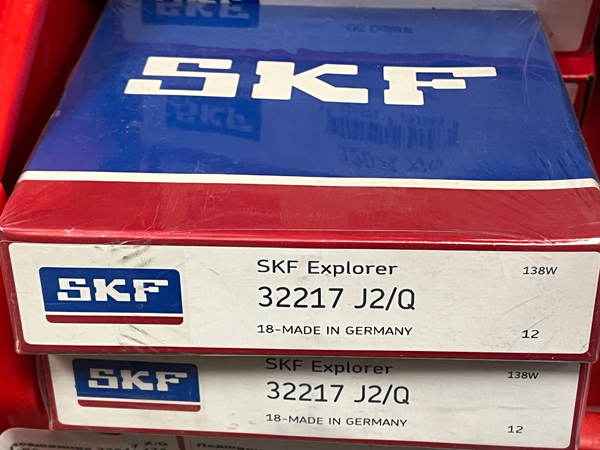 SKF
SKF
SKF Explorer
138W
32217 J2/Q
18-MADE IN GERMANY
12
SKF
SKF Explorer
138W
32217 J2/Q
18-MADE IN GERMANY
12